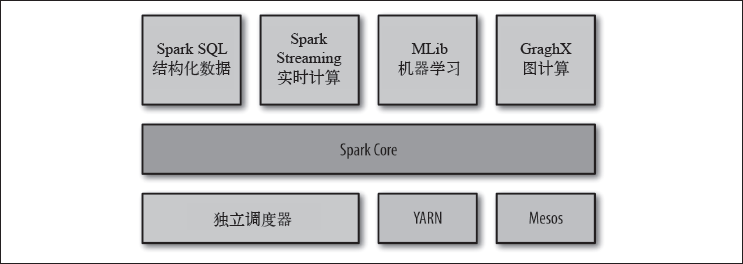 Spark SQL
结构化数据
Spark
Streaming
实时计算
MLib
机器学习
GraghX
图计算
Spark Core
独立调度器
YARN
Mesos